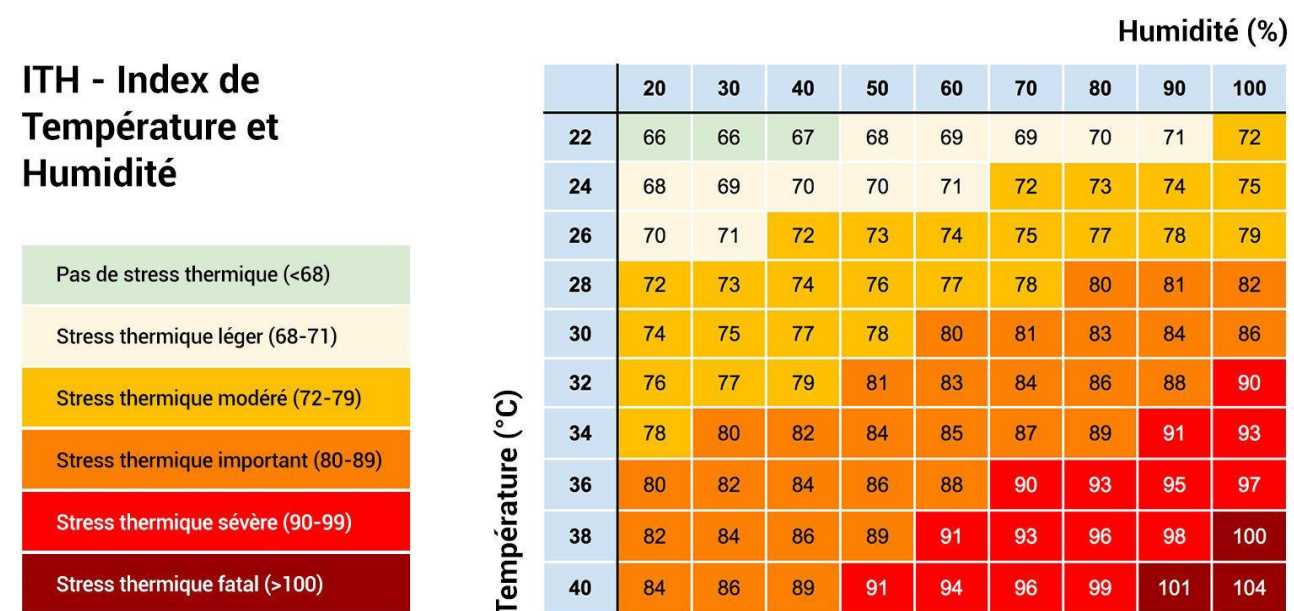 Humidité (%)
ITH - Index de
Température et
Humidité
Pas de stress thermique (<68)
Stress thermique léger (68-71)
Stress thermique modéré (72-79)
Stress thermique important (80-89)
Stress thermique sévère (90-99)
Stress thermique fatal (>100)
Température (°C)
20 30 40 50 60 70 80 90 100
22 66 66 67 68 69 69 70 71 72
24 68 69 70 70 71 72 73 74 75
26 70 71 72 73 74 75 77 78 79
28 72 73 74 76 77 78 80 81 82
30 74 75 77 78 80 81 83 84 86
32 76 77 79 81 83 84 86 88 90
34 78 80 82 84 85 87 89 91 93
36 80 82 84 86 88 90 93 95 97
38 82 84 86 89 91 93 96 98 100
40 84 86 89 91 94 96 99 101 104